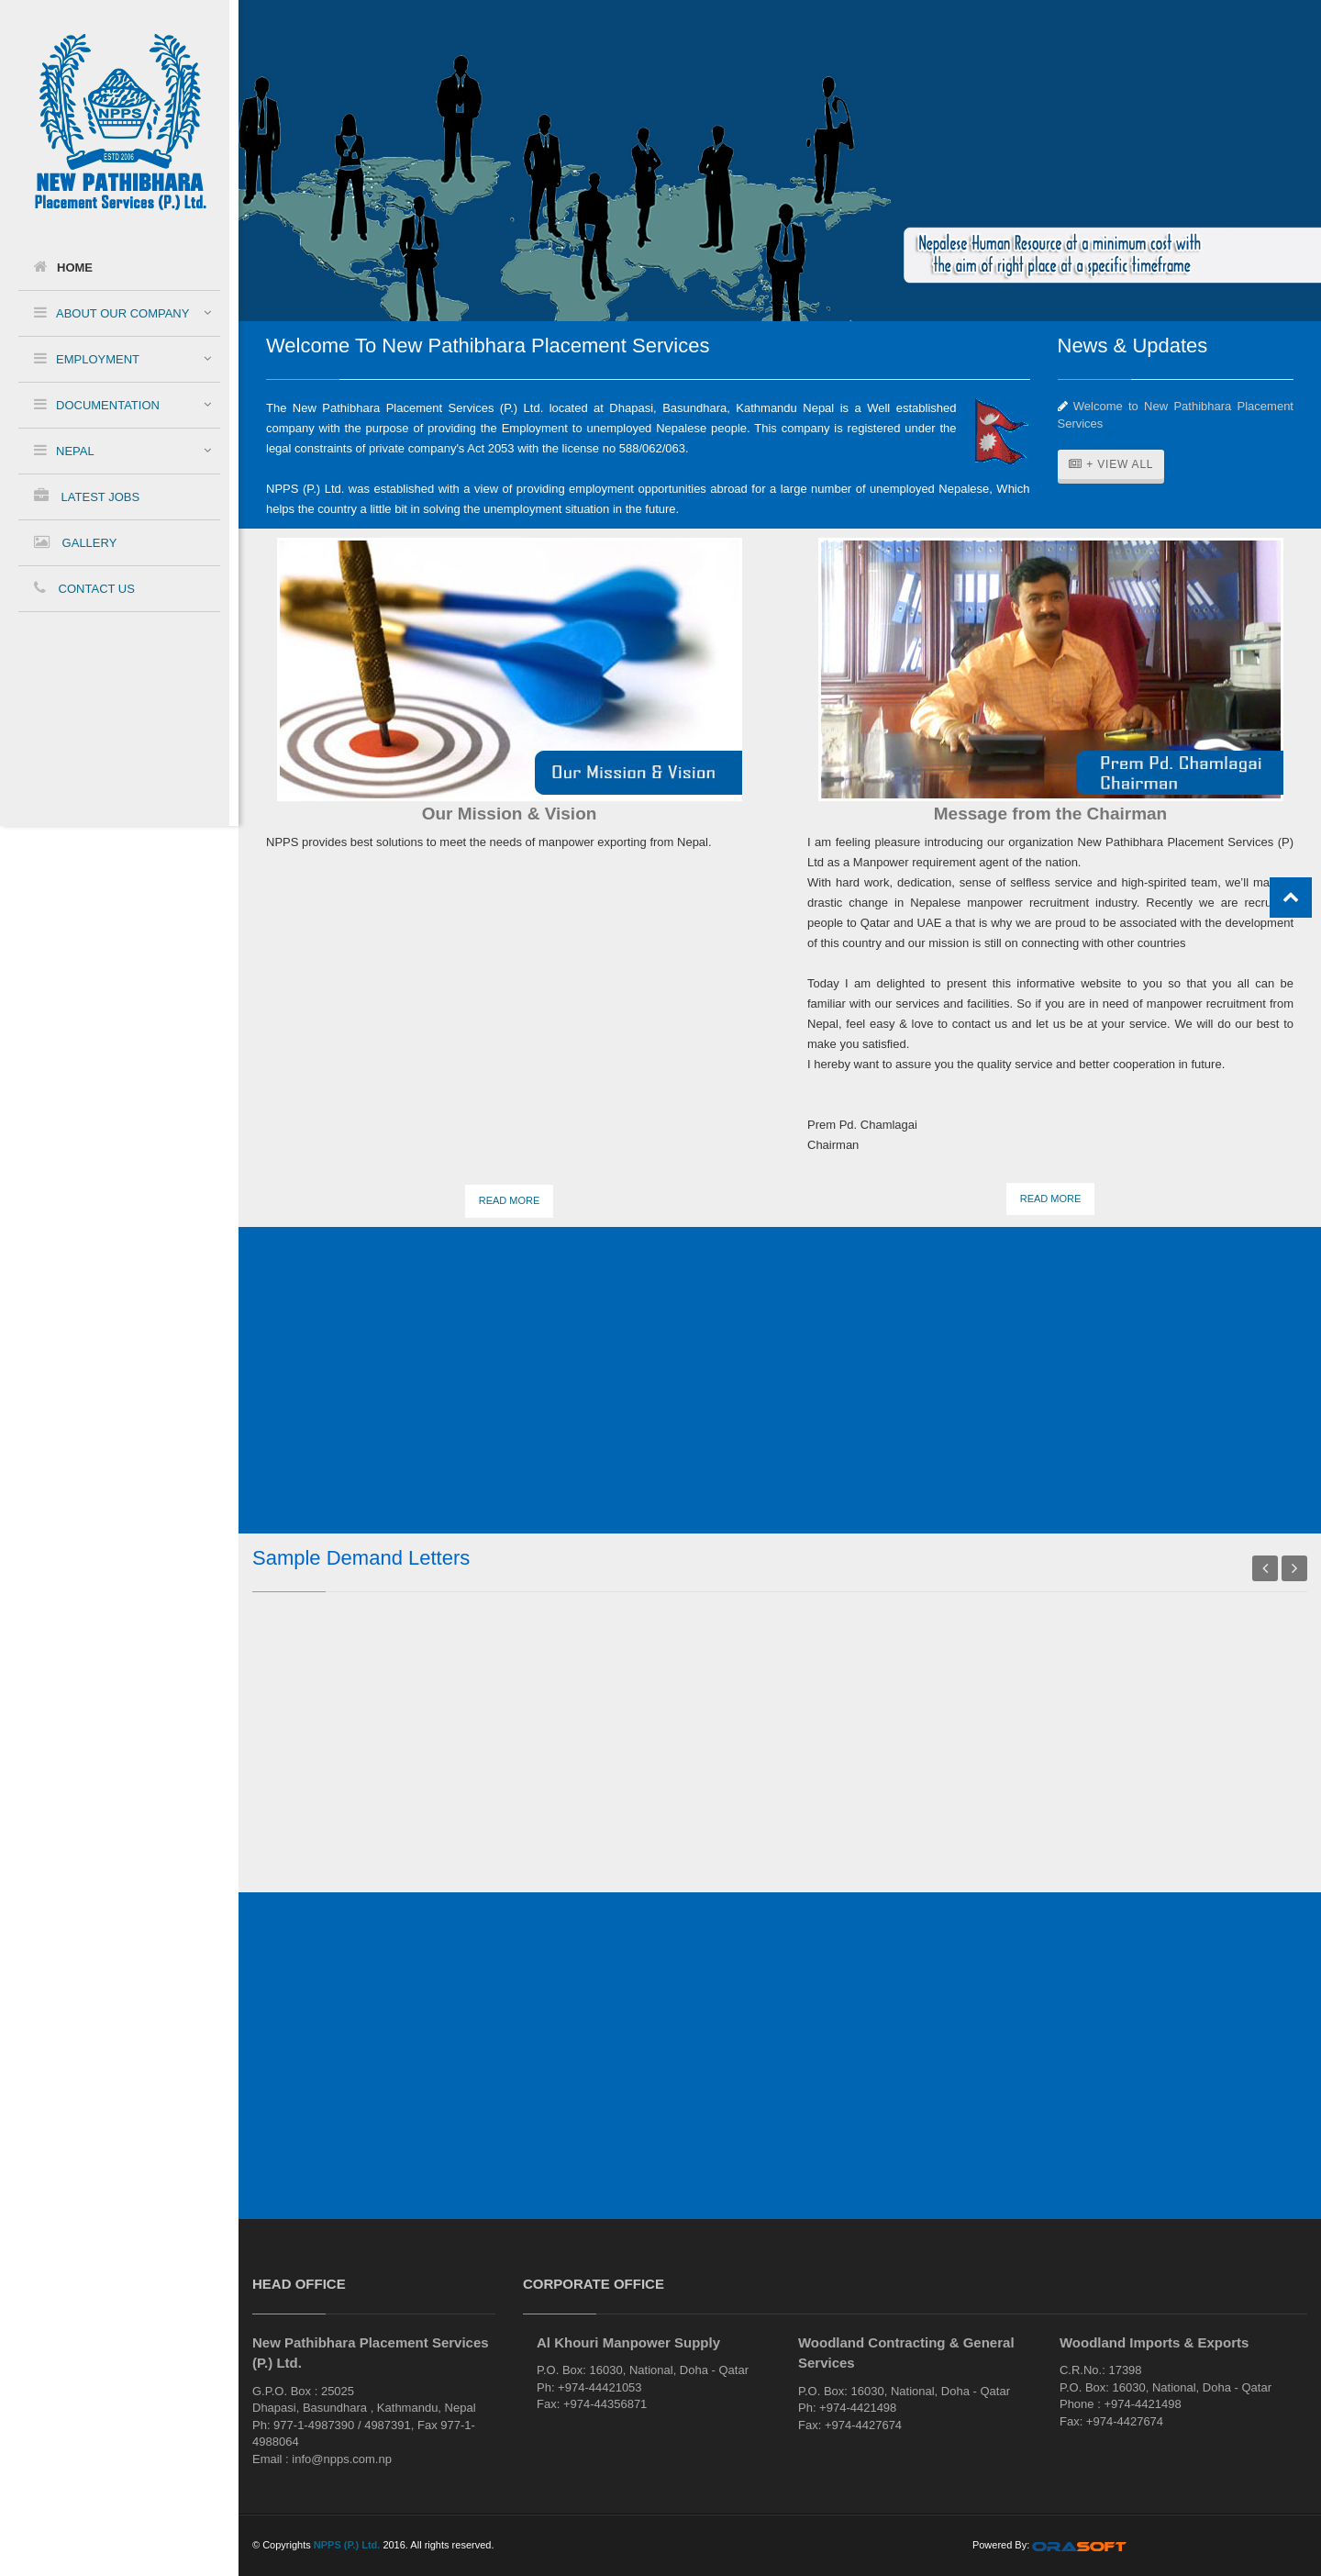 NPPS
ESTD 2006
NEW PATHIBHARA
Placement Services (P.) Ltd.
HOME
ABOUT OUR COMPANY
EMPLOYMENT
DOCUMENTATION
NEPAL
LATEST JOBS
GALLERY
CONTACT US
Nepalese Human Resource at a minimum cost with
the aim of right place at a specific timeframe
Welcome To New Pathibhara Placement Services
The New Pathibhara Placement Services (P.) Ltd. located at Dhapasi, Basundhara, Kathmandu Nepal is a Well established
company with the purpose of providing the Employment to unemployed Nepalese people. This company is registered under the
legal constraints of private company's Act 2053 with the license no 588/062/063.
NPPS (P.) Ltd. was established with a view of providing employment opportunities abroad for a large number of unemployed Nepalese, Which
helps the country a little bit in solving the unemployment situation in the future.
News & Updates
Welcome to New Pathibhara Placement
Services
+ VIEW ALL
Our Mission & Vision
Our Mission & Vision
NPPS provides best solutions to meet the needs of manpower exporting from Nepal.
READ MORE
Prem Pd. Chamlagai
Chairman
Message from the Chairman
I am feeling pleasure introducing our organization New Pathibhara Placement Services (P)
Ltd as a Manpower requirement agent of the nation.
With hard work, dedication, sense of selfless service and high-spirited team, we'll ma
drastic change in Nepalese manpower recruitment industry. Recently we are recru
people to Qatar and UAE a that is why we are proud to be associated with the development
of this country and our mission is still on connecting with other countries
Today I am delighted to present this informative website to you so that you all can be
familiar with our services and facilities. So if you are in need of manpower recruitment from
Nepal, feel easy & love to contact us and let us be at your service. We will do our best to
make you satisfied.
I hereby want to assure you the quality service and better cooperation in future.
Prem Pd. Chamlagai
Chairman
READ MORE
Sample Demand Letters
HEAD OFFICE
New Pathibhara Placement Services
(P.) Ltd.
G.P.O. Box : 25025
Dhapasi, Basundhara , Kathmandu, Nepal
Ph: 977-1-4987390 / 4987391, Fax 977-1-
4988064
Email : info@npps.com.np
CORPORATE OFFICE
Al Khouri Manpower Supply
P.O. Box: 16030, National, Doha - Qatar
Ph: +974-44421053
Fax: +974-44356871
Woodland Contracting & General
Services
P.O. Box: 16030, National, Doha - Qatar
Ph: +974-4421498
Fax: +974-4427674
Woodland Imports & Exports
C.R.No.: 17398
P.O. Box: 16030, National, Doha - Qatar
Phone : +974-4421498
Fax: +974-4427674
© Copyrights NPPS (P.) Ltd. 2016. All rights reserved.
Powered By: ORASOFT